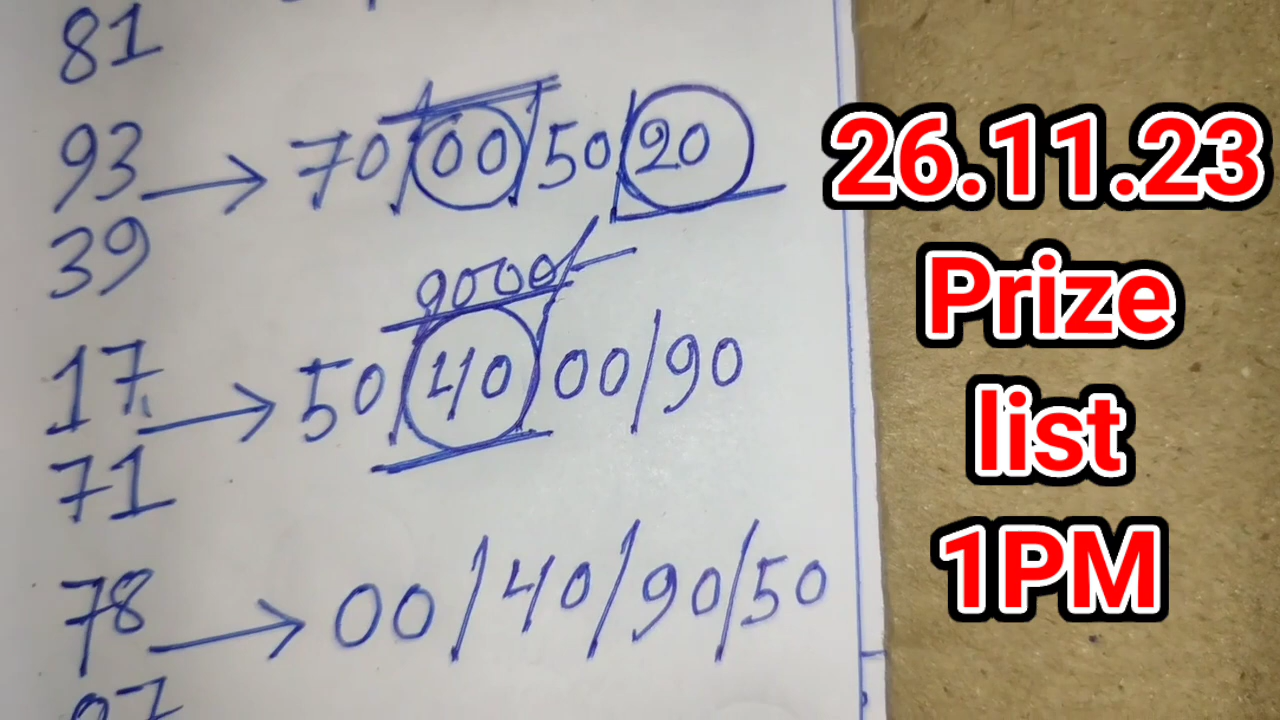 81
93 → 70/00/50/20
39
9000/-
17 → 50/40/00/90
71
78 → 00/40/90/50
26.11.23
Prize
list
1PM